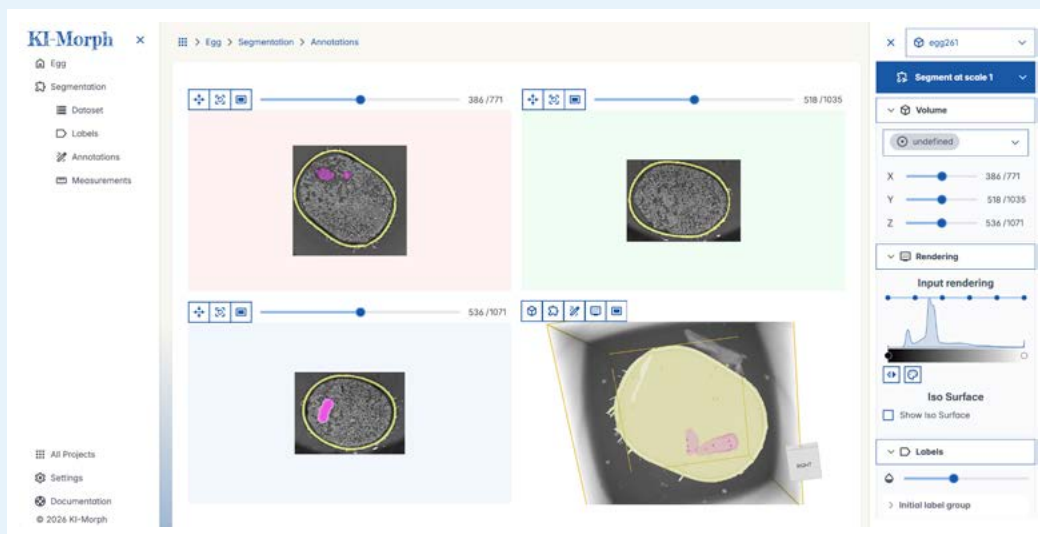 KI-Morph ×
Egg
Segmentation
Dataset
Labels
Annotations
Measurements
All Projects
Settings
Documentation
© 2026 KI-Morph
> Egg > Segmentation > Annotations
386 /771
518 /1035
536 /1071
RIGHT
egg261
Segment at scale 1
Volume
undefined
X 386 /771
Y 518 /1035
Z 536 /1071
Rendering
Input rendering
Iso Surface
Show Iso Surface
Labels
Initial label group